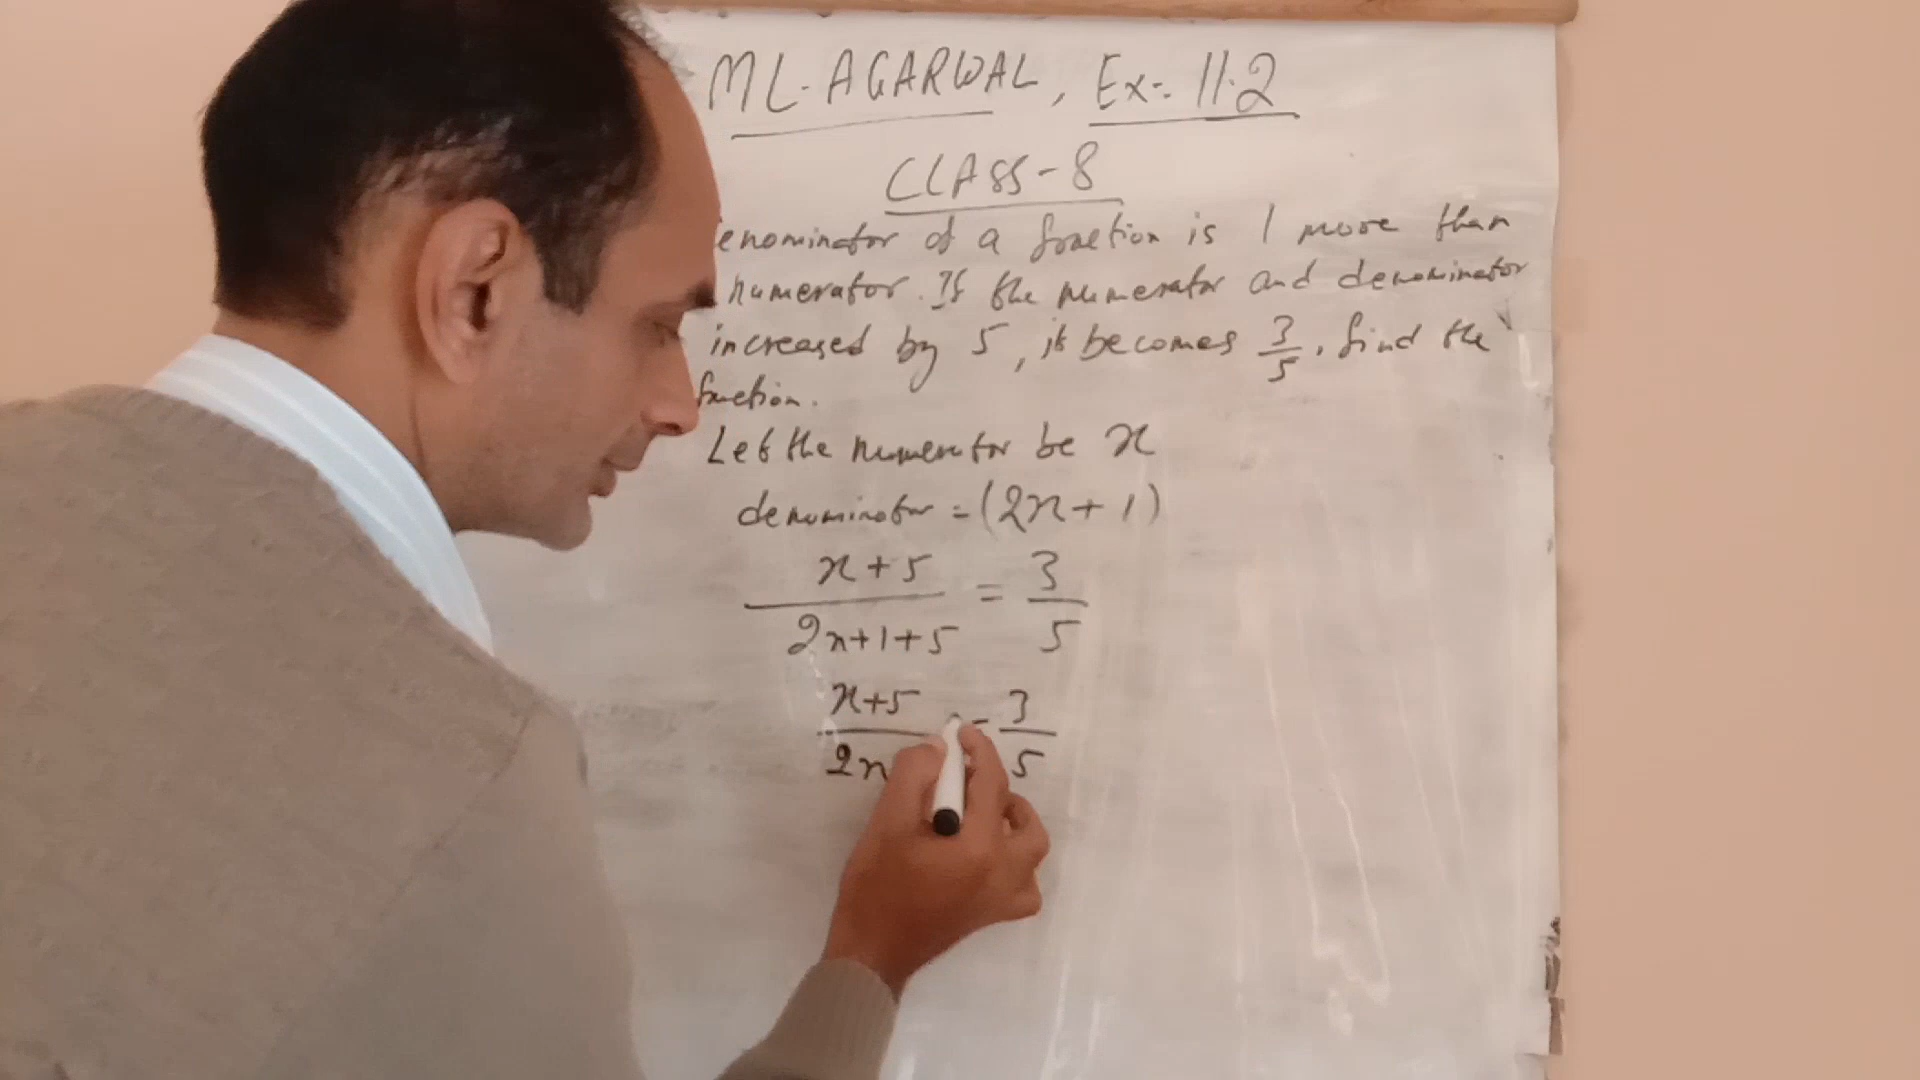 ML. AGARWAL, Ex-. 11.2
CLASS-8
enominator of a fraction is 1 more than
numerator. If the numerator and denominator
increased by 5, it becomes 3/5. find the
fraction.
Let the numerator be x
denominator = (2x+1)
x+5 / 2x+1+5 = 3/5
x+5 / 2x = 3/5